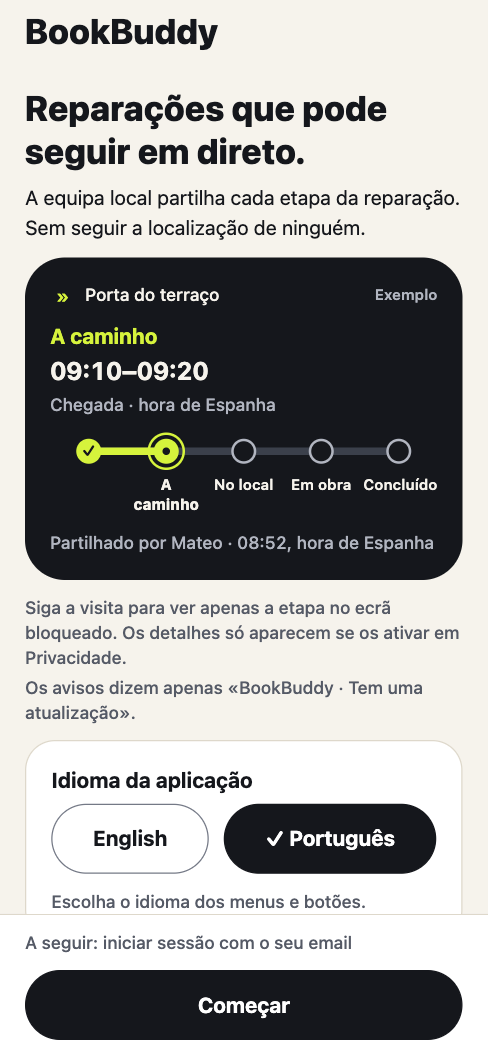 BookBuddy
Reparações que pode
seguir em direto.
A equipa local partilha cada etapa da reparação.
Sem seguir a localização de ninguém.
» Porta do terraço
Exemplo
A caminho
09:10–09:20
Chegada · hora de Espanha
A
caminho
No local
Em obra
Concluído
Partilhado por Mateo · 08:52, hora de Espanha
Siga a visita para ver apenas a etapa no ecrã
bloqueado. Os detalhes só aparecem se os ativar em
Privacidade.
Os avisos dizem apenas «BookBuddy · Tem uma
atualização».
Idioma da aplicação
English
✓ Português
Escolha o idioma dos menus e botões.
A seguir: iniciar sessão com o seu email
Começar